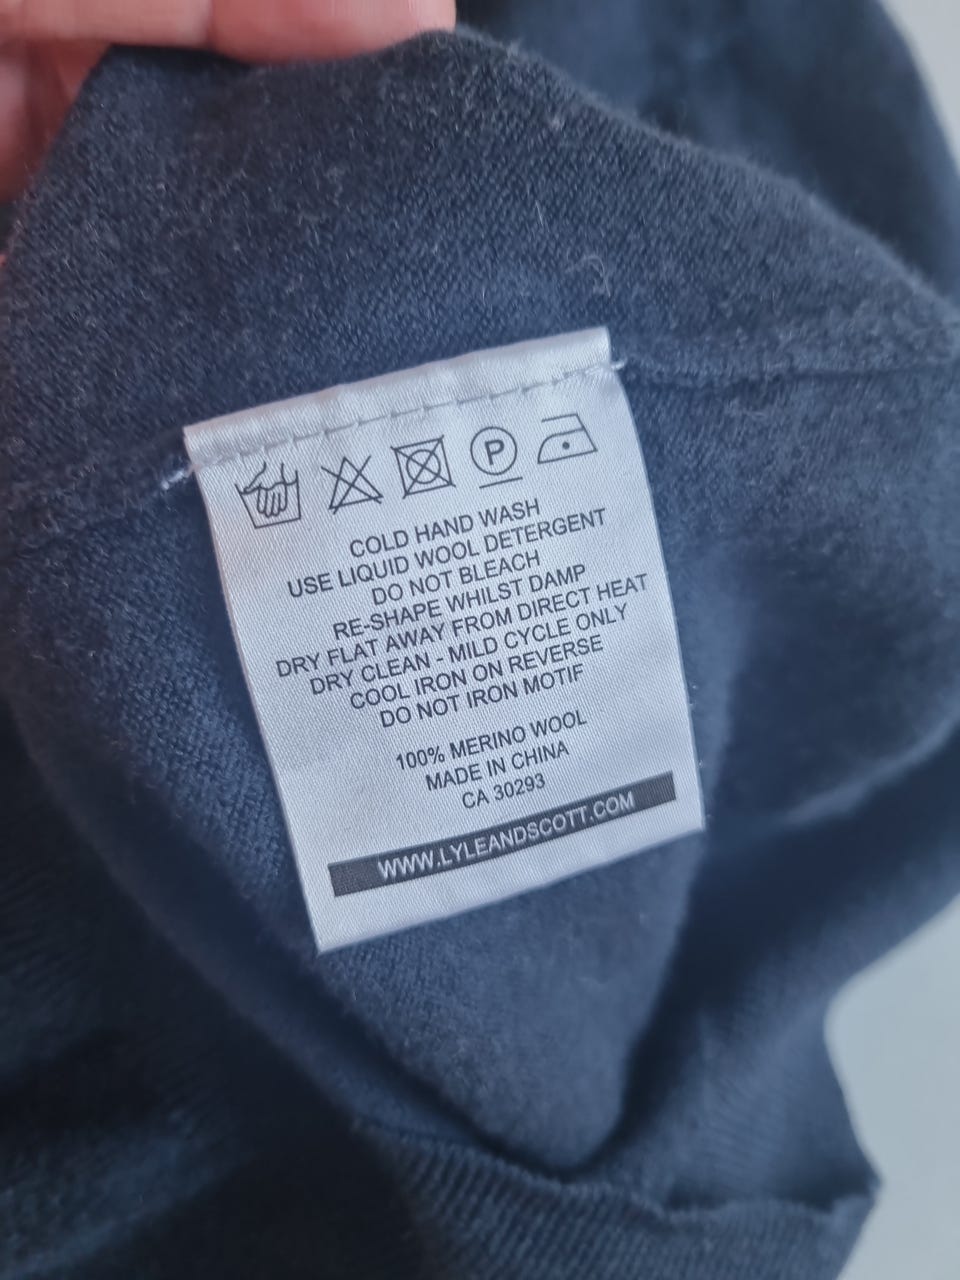 P
COLD HAND WASH
USE LIQUID WOOL DETERGENT
DO NOT BLEACH
RE-SHAPE WHILST DAMP
DRY FLAT AWAY FROM DIRECT HEAT
DRY CLEAN - MILD CYCLE ONLY
COOL IRON ON REVERSE
DO NOT IRON MOTIF
100% MERINO WOOL
MADE IN CHINA
CA 30293
WWW.LYLEANDSCOTT.COM